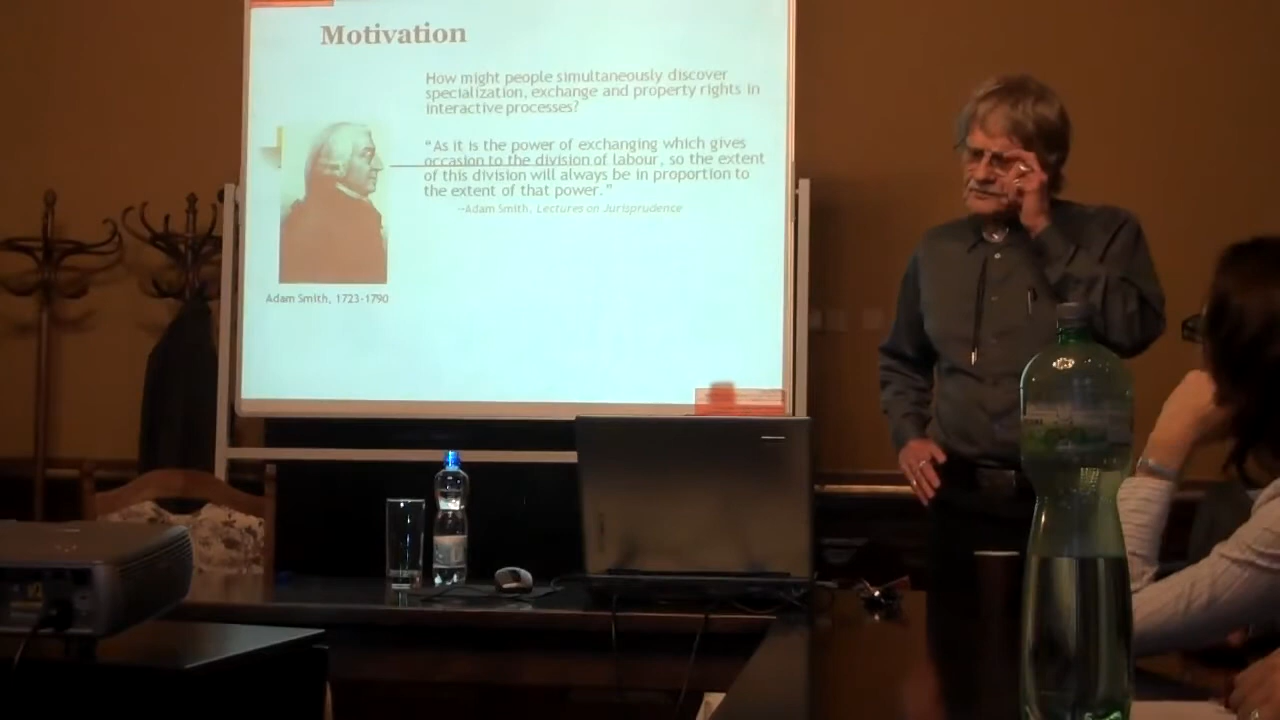 Motivation
How might people simultaneously discover
specialization, exchange and property rights in
interactive processes?
“As it is the power of exchanging which gives
occasion to the division of labour, so the extent
of this division will always be in proportion to
the extent of that power.”
--Adam Smith, Lectures on Jurisprudence
Adam Smith, 1723-1790